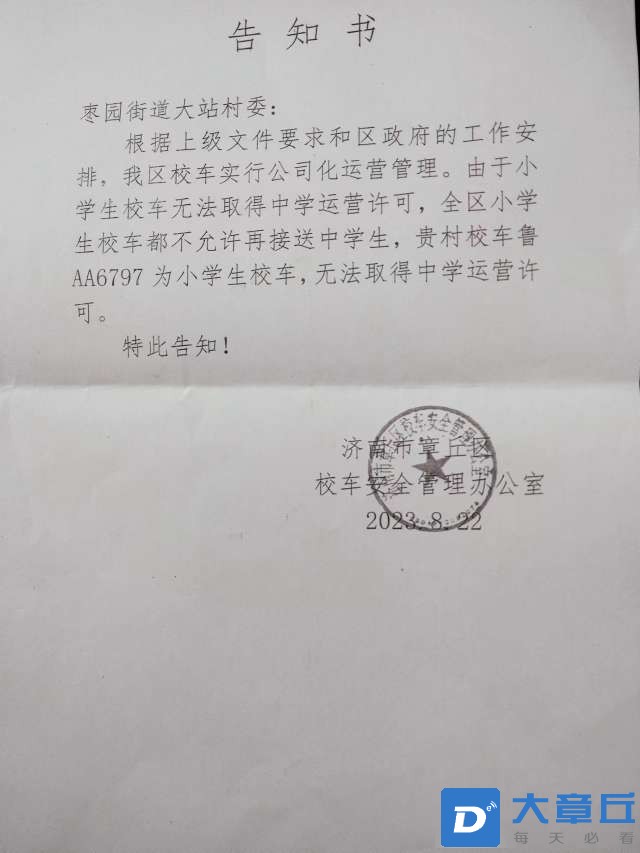 告知书
枣园街道大站村委：
根据上级文件要求和区政府的工作安
排，我区校车实行公司化运营管理。由于小
学生校车无法取得中学运营许可，全区小学
生校车都不允许再接送中学生，贵村校车鲁
AA6797为小学生校车，无法取得中学运营许
可。
特此告知！
济南市章丘区
校车安全管理办公室
2023.8.22
大章丘
每天必看